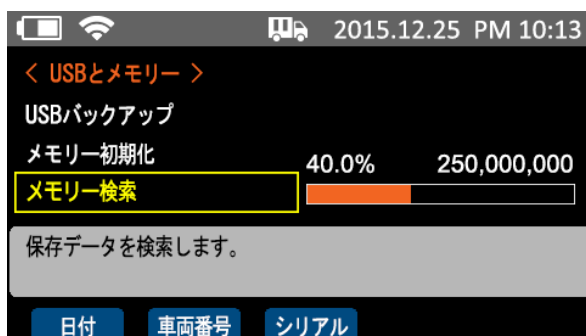 2015.12.25 PM 10:13
< USBとメモリー >
USBバックアップ
メモリー初期化
40.0% 250,000,000
メモリー検索
保存データを検索します。
日付 車両番号 シリアル